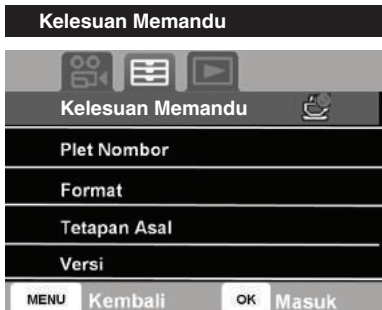 Kelesuan Memandu
Kelesuan Memandu
Plet Nombor
Format
Tetapan Asal
Versi
MENU Kembali OK Masuk